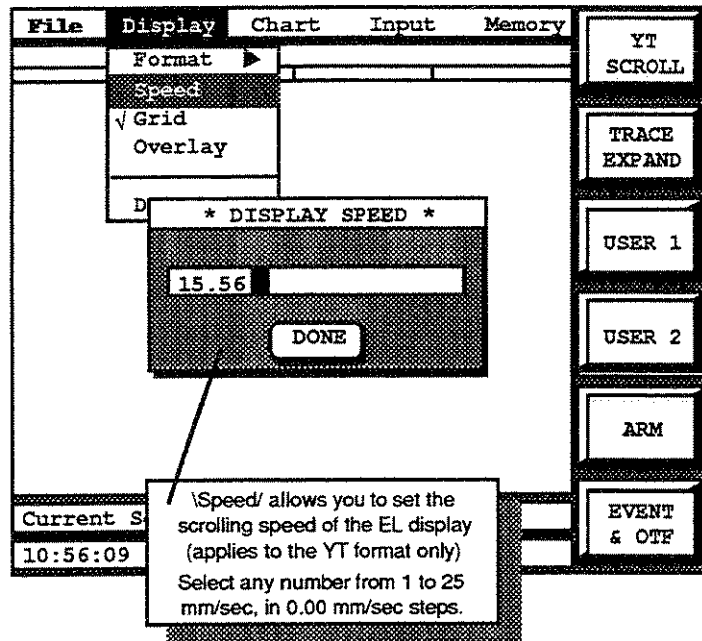 File Display Chart Input Memory
Format
Speed
√ Grid
Overlay
D
* DISPLAY SPEED *
15.56
DONE
\Speed/ allows you to set the
scrolling speed of the EL display
(applies to the YT format only)
Select any number from 1 to 25
mm/sec, in 0.00 mm/sec steps.
Current S
10:56:09
YT
SCROLL
TRACE
EXPAND
USER 1
USER 2
ARM
EVENT
& OTF